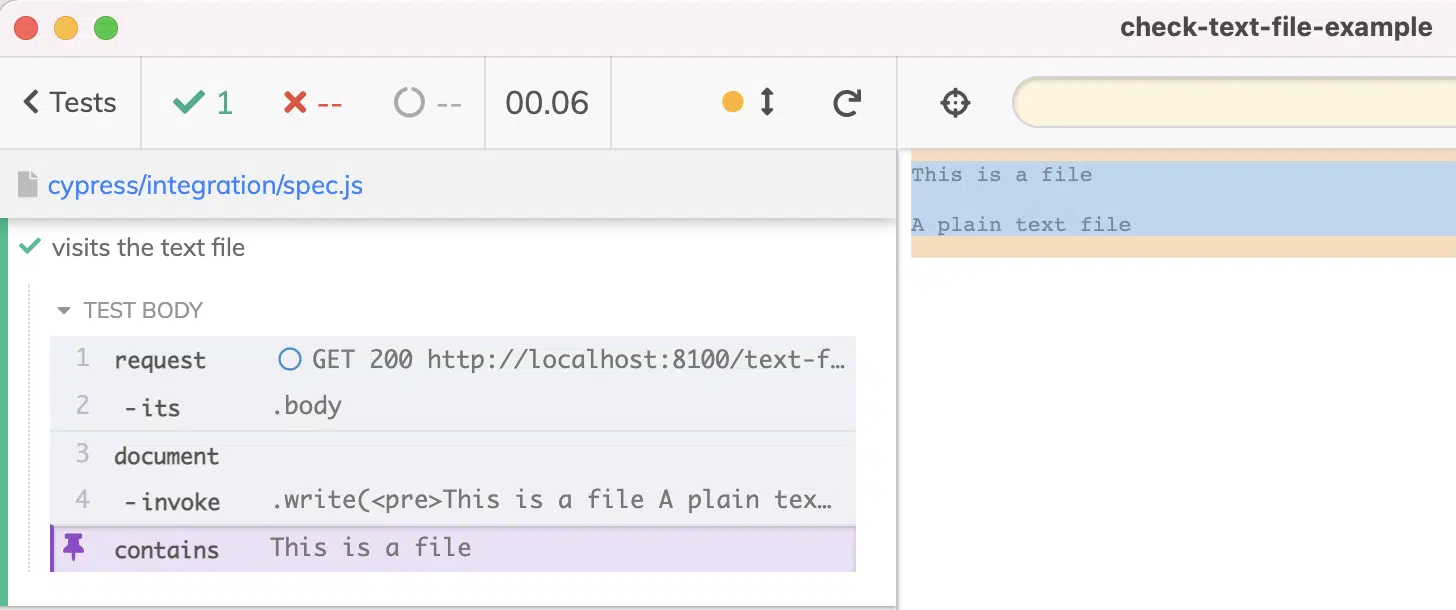 check-text-file-example
Tests 1 -- -- 00.06
cypress/integration/spec.js
visits the text file
TEST BODY
1 request GET 200 http://localhost:8100/text-f…
2 -its .body
3 document
4 -invoke .write(<pre>This is a file A plain tex…
contains This is a file
This is a file
A plain text file